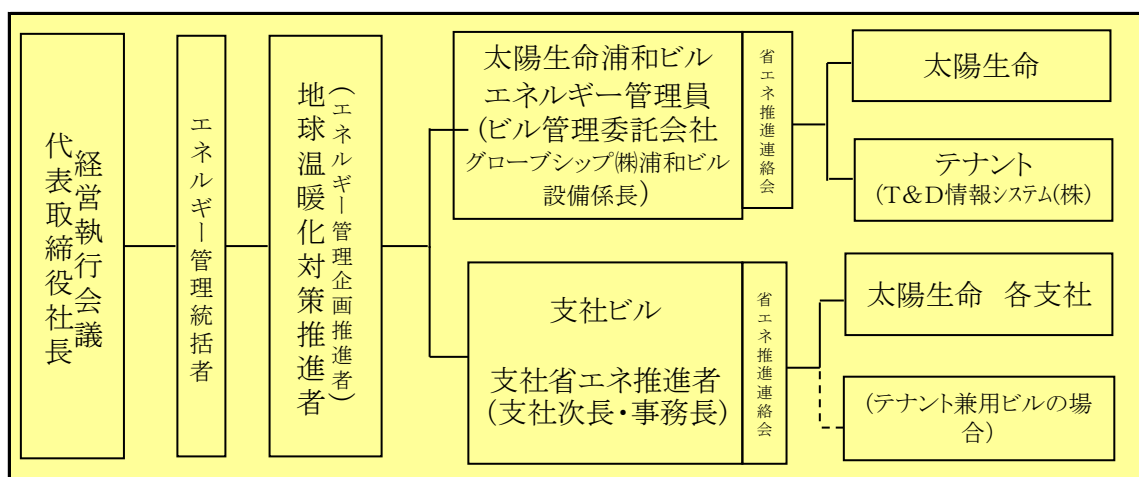 経営執行会議
代表取締役社長
エネルギー管理統括者
(エネルギー管理企画推進者)
地球温暖化対策推進者
太陽生命浦和ビル
エネルギー管理員
(ビル管理委託会社
グローブシップ㈱浦和ビル
設備係長)
省エネ推進連絡会
太陽生命
テナント
(T&D情報システム(株)
支社ビル
支社省エネ推進者
(支社次長・事務長)
省エネ推進連絡会
太陽生命 各支社
(テナント兼用ビルの場
合)